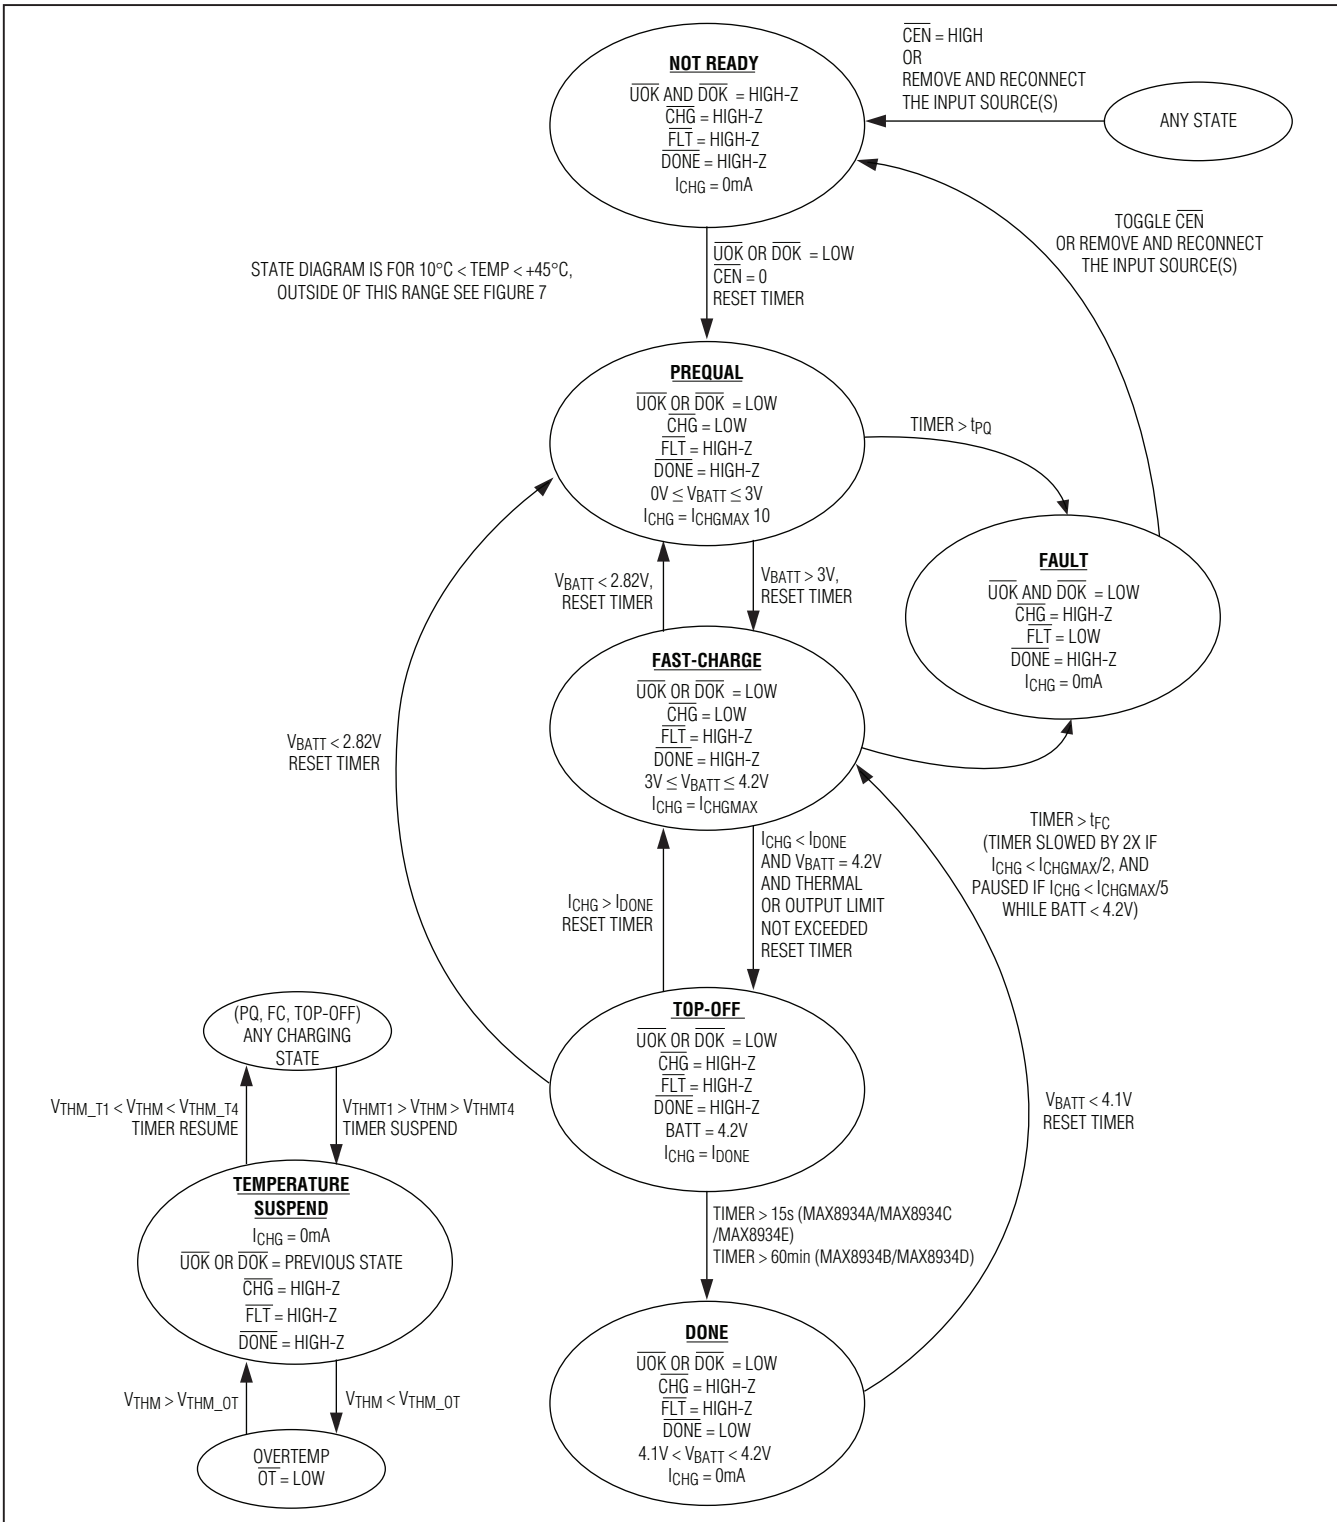 NOT READY
UOK AND DOK = HIGH-Z
CHG = HIGH-Z
FLT = HIGH-Z
DONE = HIGH-Z
ICHG = 0mA
CEN = HIGH
OR
REMOVE AND RECONNECT
THE INPUT SOURCE(S)
ANY STATE
TOGGLE CEN
OR REMOVE AND RECONNECT
THE INPUT SOURCE(S)
STATE DIAGRAM IS FOR 10°C < TEMP < +45°C,
OUTSIDE OF THIS RANGE SEE FIGURE 7
UOK OR DOK = LOW
CEN = 0
RESET TIMER
PREQUAL
UOK OR DOK = LOW
CHG = LOW
FLT = HIGH-Z
DONE = HIGH-Z
0V ≤ VBATT ≤ 3V
ICHG = ICHGMAX 10
TIMER > tPQ
FAULT
UOK AND DOK = LOW
CHG = HIGH-Z
FLT = LOW
DONE = HIGH-Z
ICHG = 0mA
VBATT < 2.82V,
RESET TIMER
VBATT > 3V,
RESET TIMER
FAST-CHARGE
UOK OR DOK = LOW
CHG = LOW
FLT = HIGH-Z
DONE = HIGH-Z
3V ≤ VBATT ≤ 4.2V
ICHG = ICHGMAX
VBATT < 2.82V
RESET TIMER
TIMER > tFC
(TIMER SLOWED BY 2X IF
ICHG < ICHGMAX/2, AND
PAUSED IF ICHG < ICHGMAX/5
WHILE BATT < 4.2V)
ICHG > IDONE
RESET TIMER
ICHG < IDONE
AND VBATT = 4.2V
AND THERMAL
OR OUTPUT LIMIT
NOT EXCEEDED
RESET TIMER
TOP-OFF
UOK OR DOK = LOW
CHG = HIGH-Z
FLT = HIGH-Z
DONE = HIGH-Z
BATT = 4.2V
ICHG = IDONE
VBATT < 4.1V
RESET TIMER
(PQ, FC, TOP-OFF)
ANY CHARGING
STATE
VTHM_T1 < VTHM < VTHM_T4
TIMER RESUME
VTHMT1 > VTHM > VTHMT4
TIMER SUSPEND
TEMPERATURE
SUSPEND
ICHG = 0mA
UOK OR DOK = PREVIOUS STATE
CHG = HIGH-Z
FLT = HIGH-Z
DONE = HIGH-Z
VTHM > VTHM_OT
VTHM < VTHM_OT
OVERTEMP
OT = LOW
TIMER > 15s (MAX8934A/MAX8934C
/MAX8934E)
TIMER > 60min (MAX8934B/MAX8934D)
DONE
UOK OR DOK = LOW
CHG = HIGH-Z
FLT = HIGH-Z
DONE = LOW
4.1V < VBATT < 4.2V
ICHG = 0mA